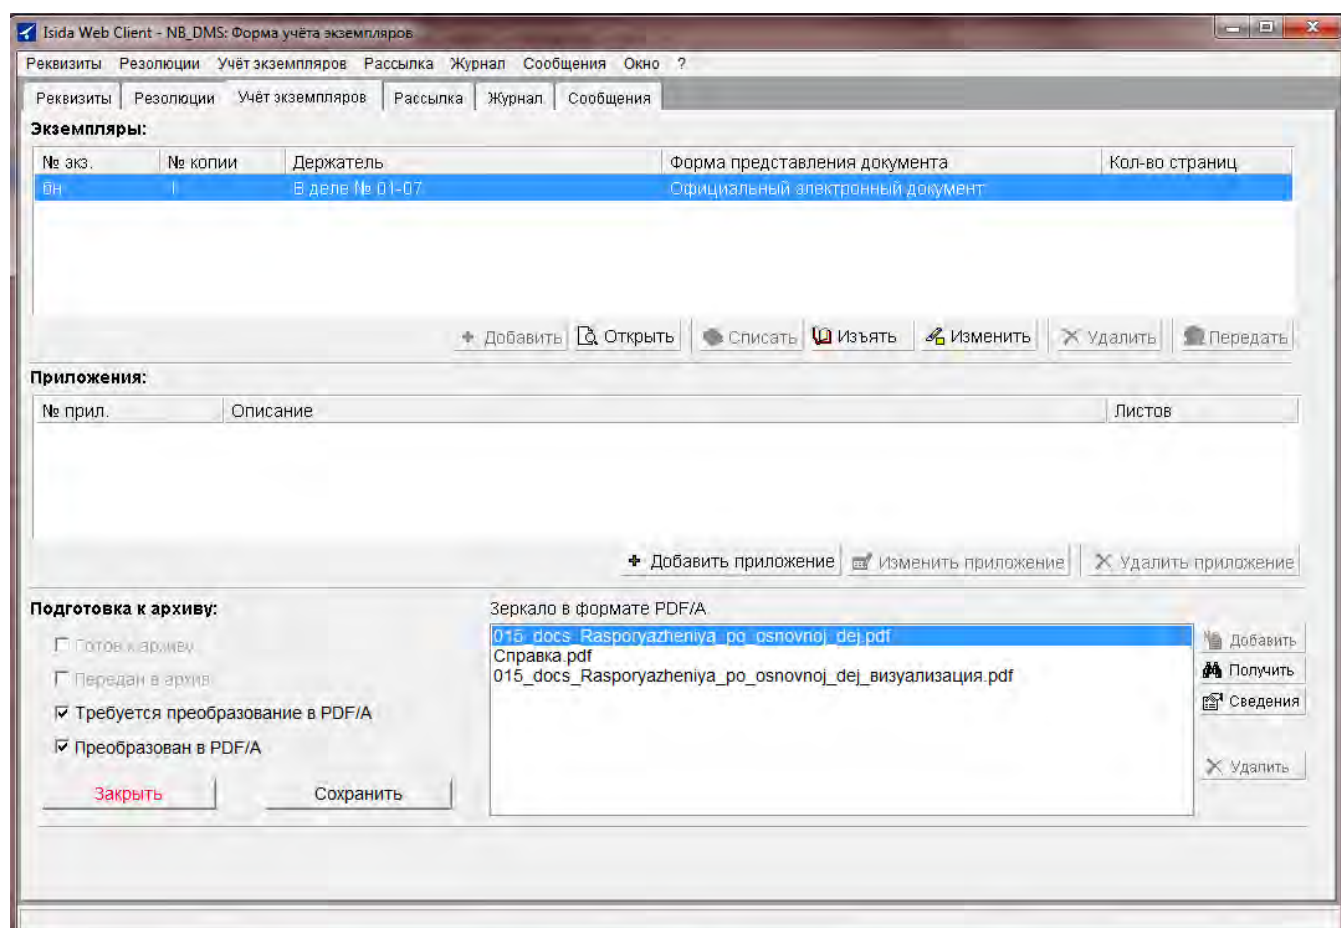 Isida Web Client - NB_DMS: Форма учёта экземпляров
Реквизиты Резолюции Учёт экземпляров Рассылка Журнал Сообщения Окно ?
Реквизиты Резолюции Учёт экземпляров Рассылка Журнал Сообщения
Экземпляры:
№ экз. № копии Держатель Форма представления документа Кол-во страниц
бн 1 В деле № 01-07 Официальный электронный документ
Добавить Открыть Списать Изъять Изменить Удалить Передать
Приложения:
№ прил. Описание Листов
Добавить приложение Изменить приложение Удалить приложение
Подготовка к архиву: Зеркало в формате PDF/A
Готов к архиву 015_docs_Rasporyazheniya_po_osnovnoj_dej.pdf Добавить
Справка.pdf
Передан в архив 015_docs_Rasporyazheniya_po_osnovnoj_dej_визуализация.pdf Получить
Требуется преобразование в PDF/A Сведения
Преобразован в PDF/A Удалить
Закрыть Сохранить